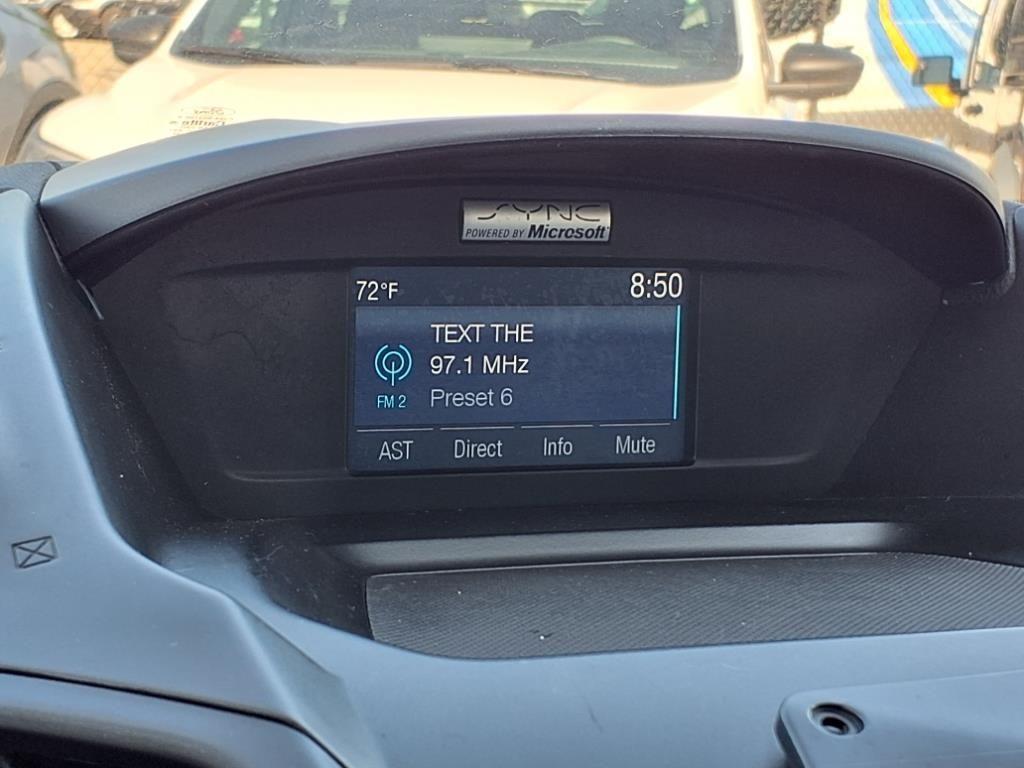 SYNC
POWERED BY Microsoft
72°F 8:50
TEXT THE
97.1 MHz
FM 2 Preset 6
AST Direct Info Mute